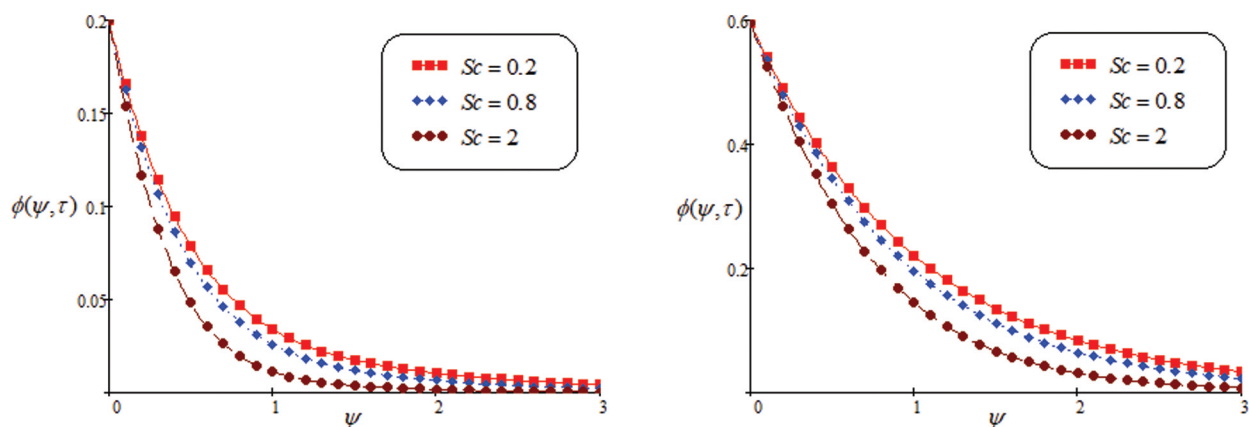 0.2
0.15
0.1
0.05
ϕ(ψ,τ)
Sc = 0.2
Sc = 0.8
Sc = 2
0 1 2 3
ψ
0.6
0.4
0.2
ϕ(ψ,τ)
Sc = 0.2
Sc = 0.8
Sc = 2
0 1 2 3
ψ